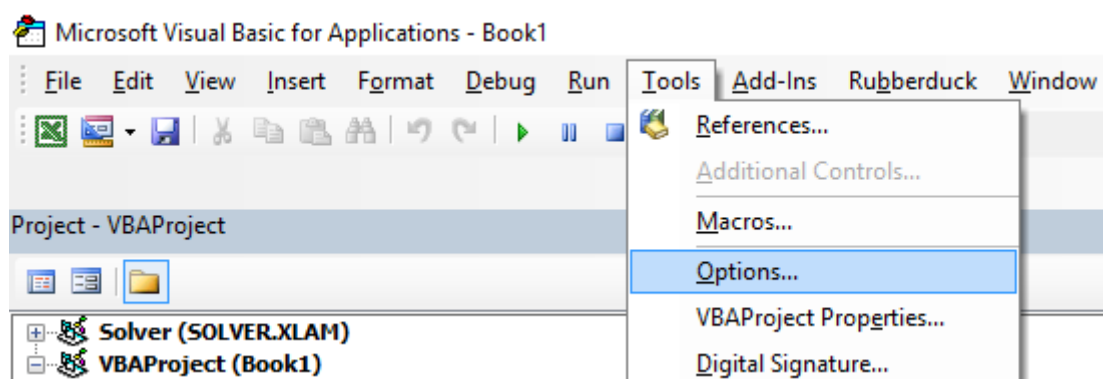 Microsoft Visual Basic for Applications - Book1
File Edit View Insert Format Debug Run Tools Add-Ins Rubberduck Window
References...
Additional Controls...
Project - VBAProject
Macros...
Options...
VBAProject Properties...
Solver (SOLVER.XLAM)
VBAProject (Book1)
Digital Signature...